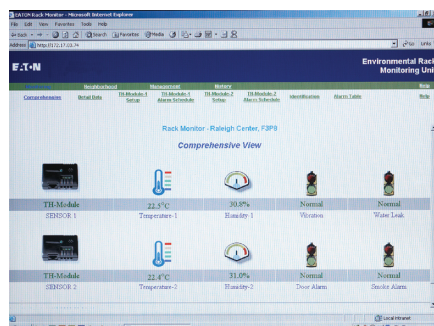 EATON Rack Monitor - Microsoft Internet Explorer
File Edit View Favorites Tools Help
Back Search Favorites Media
Address http://172.17.03.74 Go Links
EATON
Environmental Rack
Monitoring Unit
Neighborhood Management History Help
Comprehensive Detail Data TH-Module-1 Setup TH-Module-1 Alarm Schedule TH-Module-2 Setup TH-Module-2 Alarm Schedule Identification Alarm Table Help
Rack Monitor - Raleigh Center, F3P9
Comprehensive View
TH-Module 22.5°C 30.8% Normal Normal
SENSOR 1 Temperature-1 Humidity-1 Vibration Water Leak
TH-Module 22.4°C 31.0% Normal Normal
SENSOR 2 Temperature-2 Humidity-2 Door Alarm Smoke Alarm
Local intranet